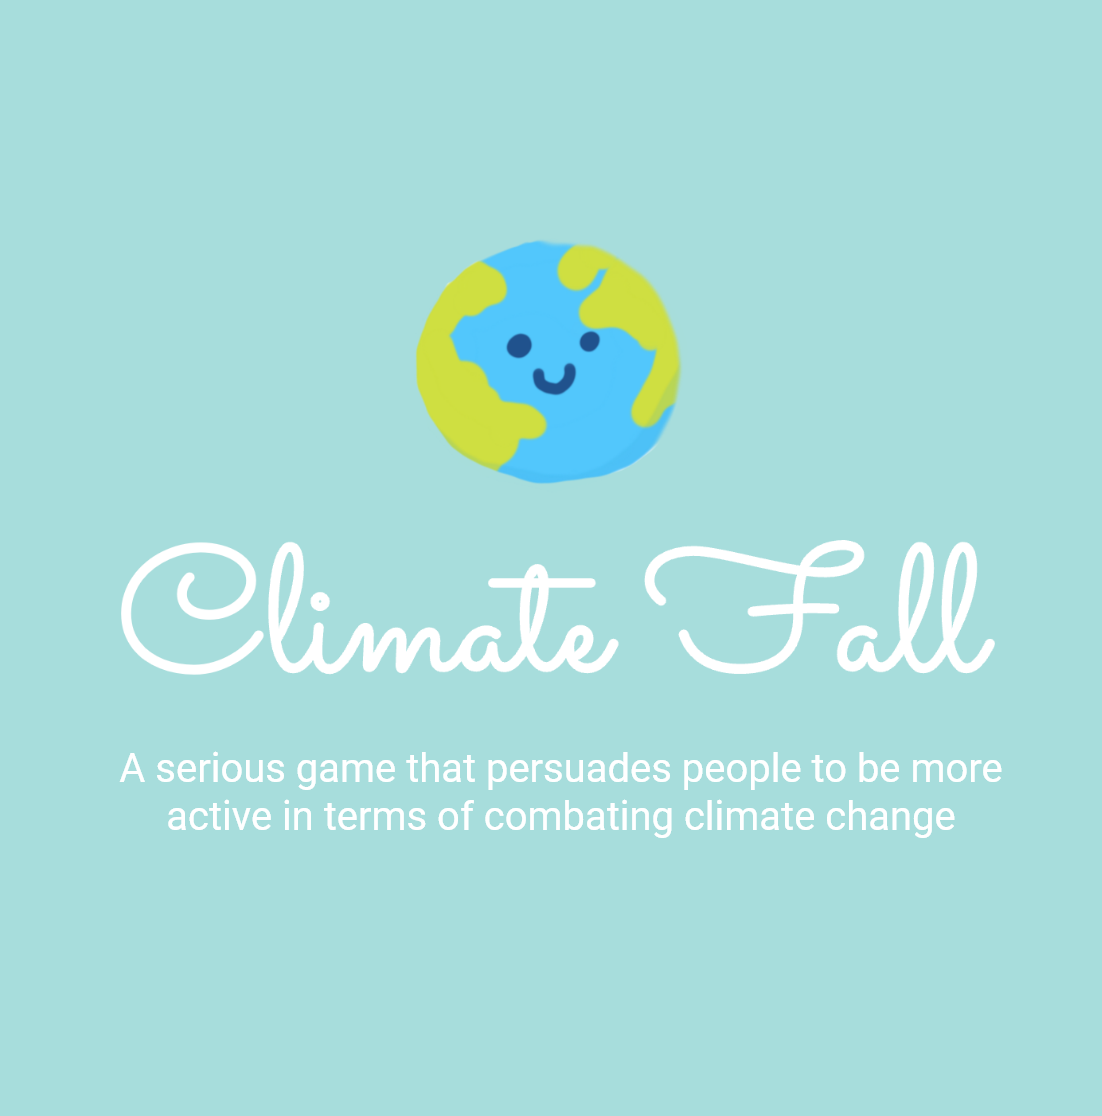 Climate Fall
A serious game that persuades people to be more
active in terms of combating climate change